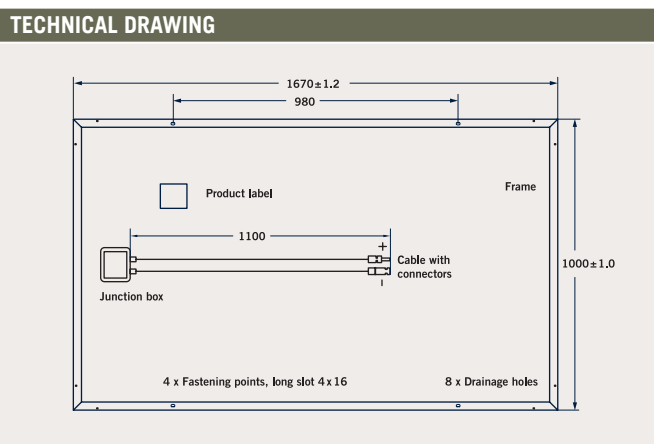 TECHNICAL DRAWING
1670±1.2
980
Product label
Frame
1100
+
Cable with
connectors
1000±1.0
−
Junction box
4 x Fastening points, long slot 4 x 16
8 x Drainage holes